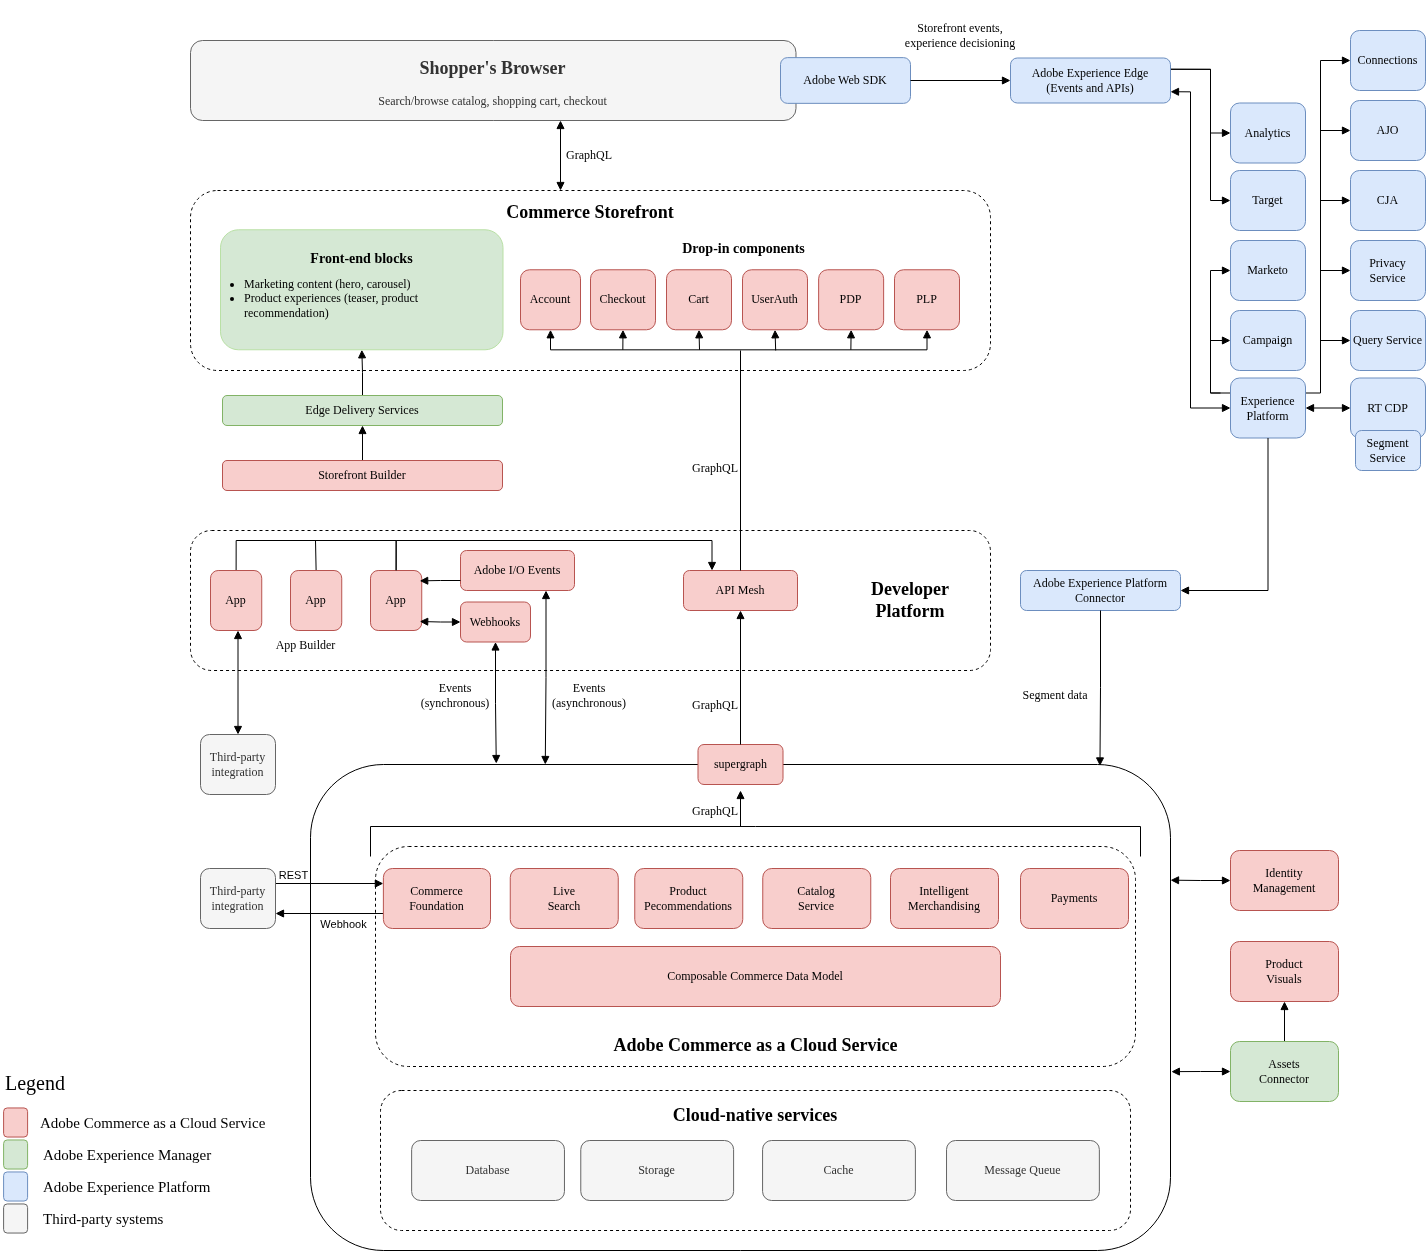 Storefront events,
experience decisioning
Shopper's Browser
Search/browse catalog, shopping cart, checkout
Adobe Web SDK
Adobe Experience Edge
(Events and APIs)
Connections
Analytics
AJO
Target
CJA
Marketo
Privacy
Service
Campaign
Query Service
Experience
Platform
RT CDP
Segment
Service
GraphQL
Commerce Storefront
Front-end blocks
Marketing content (hero, carousel)
Product experiences (teaser, product
recommendation)
Drop-in components
Account
Checkout
Cart
UserAuth
PDP
PLP
Edge Delivery Services
Storefront Builder
GraphQL
App
App
App
App Builder
Adobe I/O Events
Webhooks
API Mesh
Developer
Platform
Adobe Experience Platform
Connector
Events
(synchronous)
Events
(asynchronous)
GraphQL
Segment data
Third-party
integration
supergraph
GraphQL
Third-party
integration
REST
Webhook
Commerce
Foundation
Live
Search
Product
Pecommendations
Catalog
Service
Intelligent
Merchandising
Payments
Composable Commerce Data Model
Adobe Commerce as a Cloud Service
Identity
Management
Product
Visuals
Assets
Connector
Cloud-native services
Database
Storage
Cache
Message Queue
Legend
Adobe Commerce as a Cloud Service
Adobe Experience Manager
Adobe Experience Platform
Third-party systems